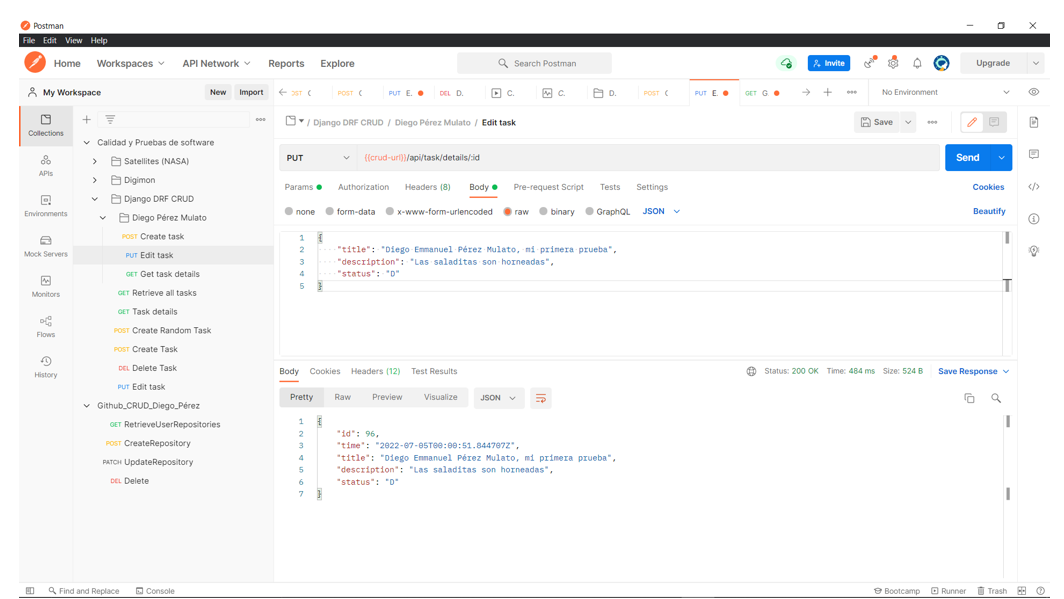 Postman
File Edit View Help
Home Workspaces API Network Reports Explore Search Postman Invite Upgrade
My Workspace New Import POST PUT E. DEL D. C. C. D. POST PUT E. GET G No Environment
Collections
APIs
Environments
Mock Servers
Monitors
Flows
History
Calidad y Pruebas de software
Satellites (NASA)
Digimon
Django DRF CRUD
Diego Pérez Mulato
POST Create task
PUT Edit task
GET Get task details
GET Retrieve all tasks
GET Task details
POST Create Random Task
POST Create Task
DEL Delete Task
PUT Edit task
Github_CRUD_Diego_Pérez
GET RetrieveUserRepositories
POST CreateRepository
PATCH UpdateRepository
DEL Delete
/ Django DRF CRUD / Diego Pérez Mulato / Edit task Save
PUT {{crud-url}}/api/task/details/:id Send
Params Authorization Headers (8) Body Pre-request Script Tests Settings Cookies
none form-data x-www-form-urlencoded raw binary GraphQL JSON Beautify
1 {
2 "title": "Diego Emmanuel Pérez Mulato, mi primera prueba",
3 "description": "Las saladitas son horneadas",
4 "status": "D"
5 }
Body Cookies Headers (12) Test Results Status: 200 OK Time: 484 ms Size: 524 B Save Response
Pretty Raw Preview Visualize JSON
1 {
2 "id": 96,
3 "time": "2022-07-05T00:00:51.844707Z",
4 "title": "Diego Emmanuel Pérez Mulato, mi primera prueba",
5 "description": "Las saladitas son horneadas",
6 "status": "D"
7 }
Find and Replace Console Bootcamp Runner Trash